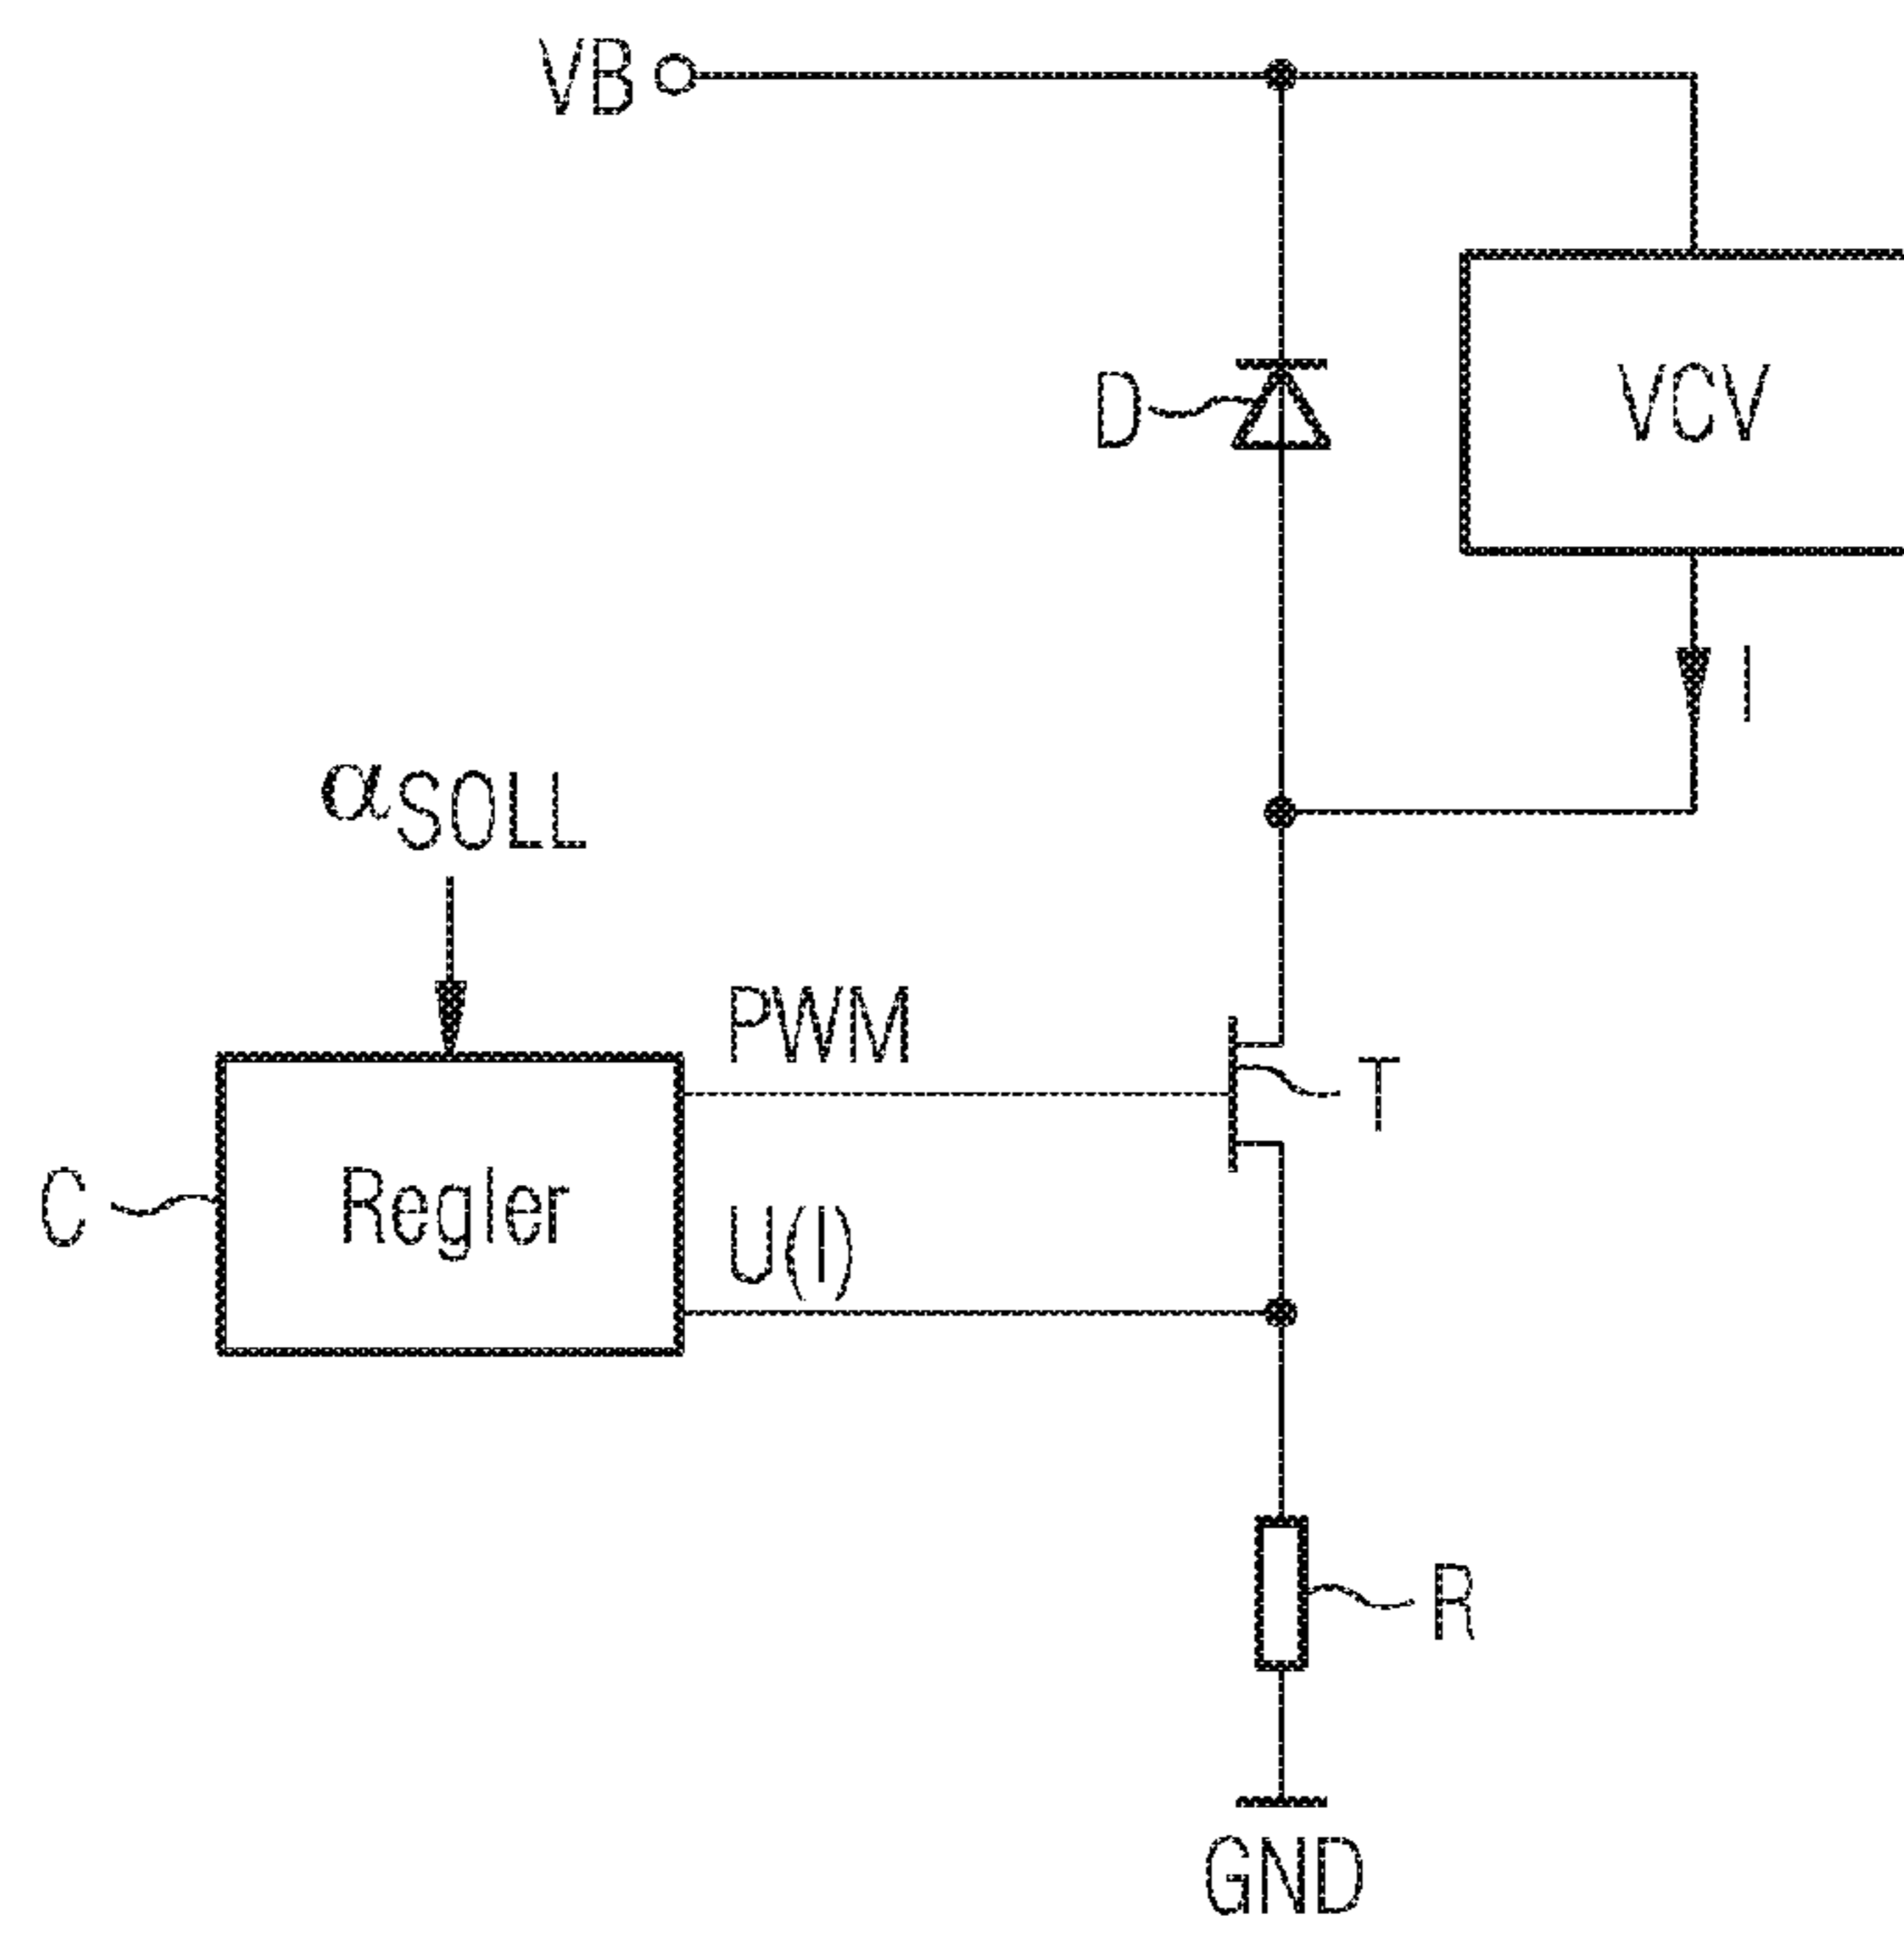 VB
D
VCV
I
αSOLL
PWM
T
C
Regler
U(I)
R
GND